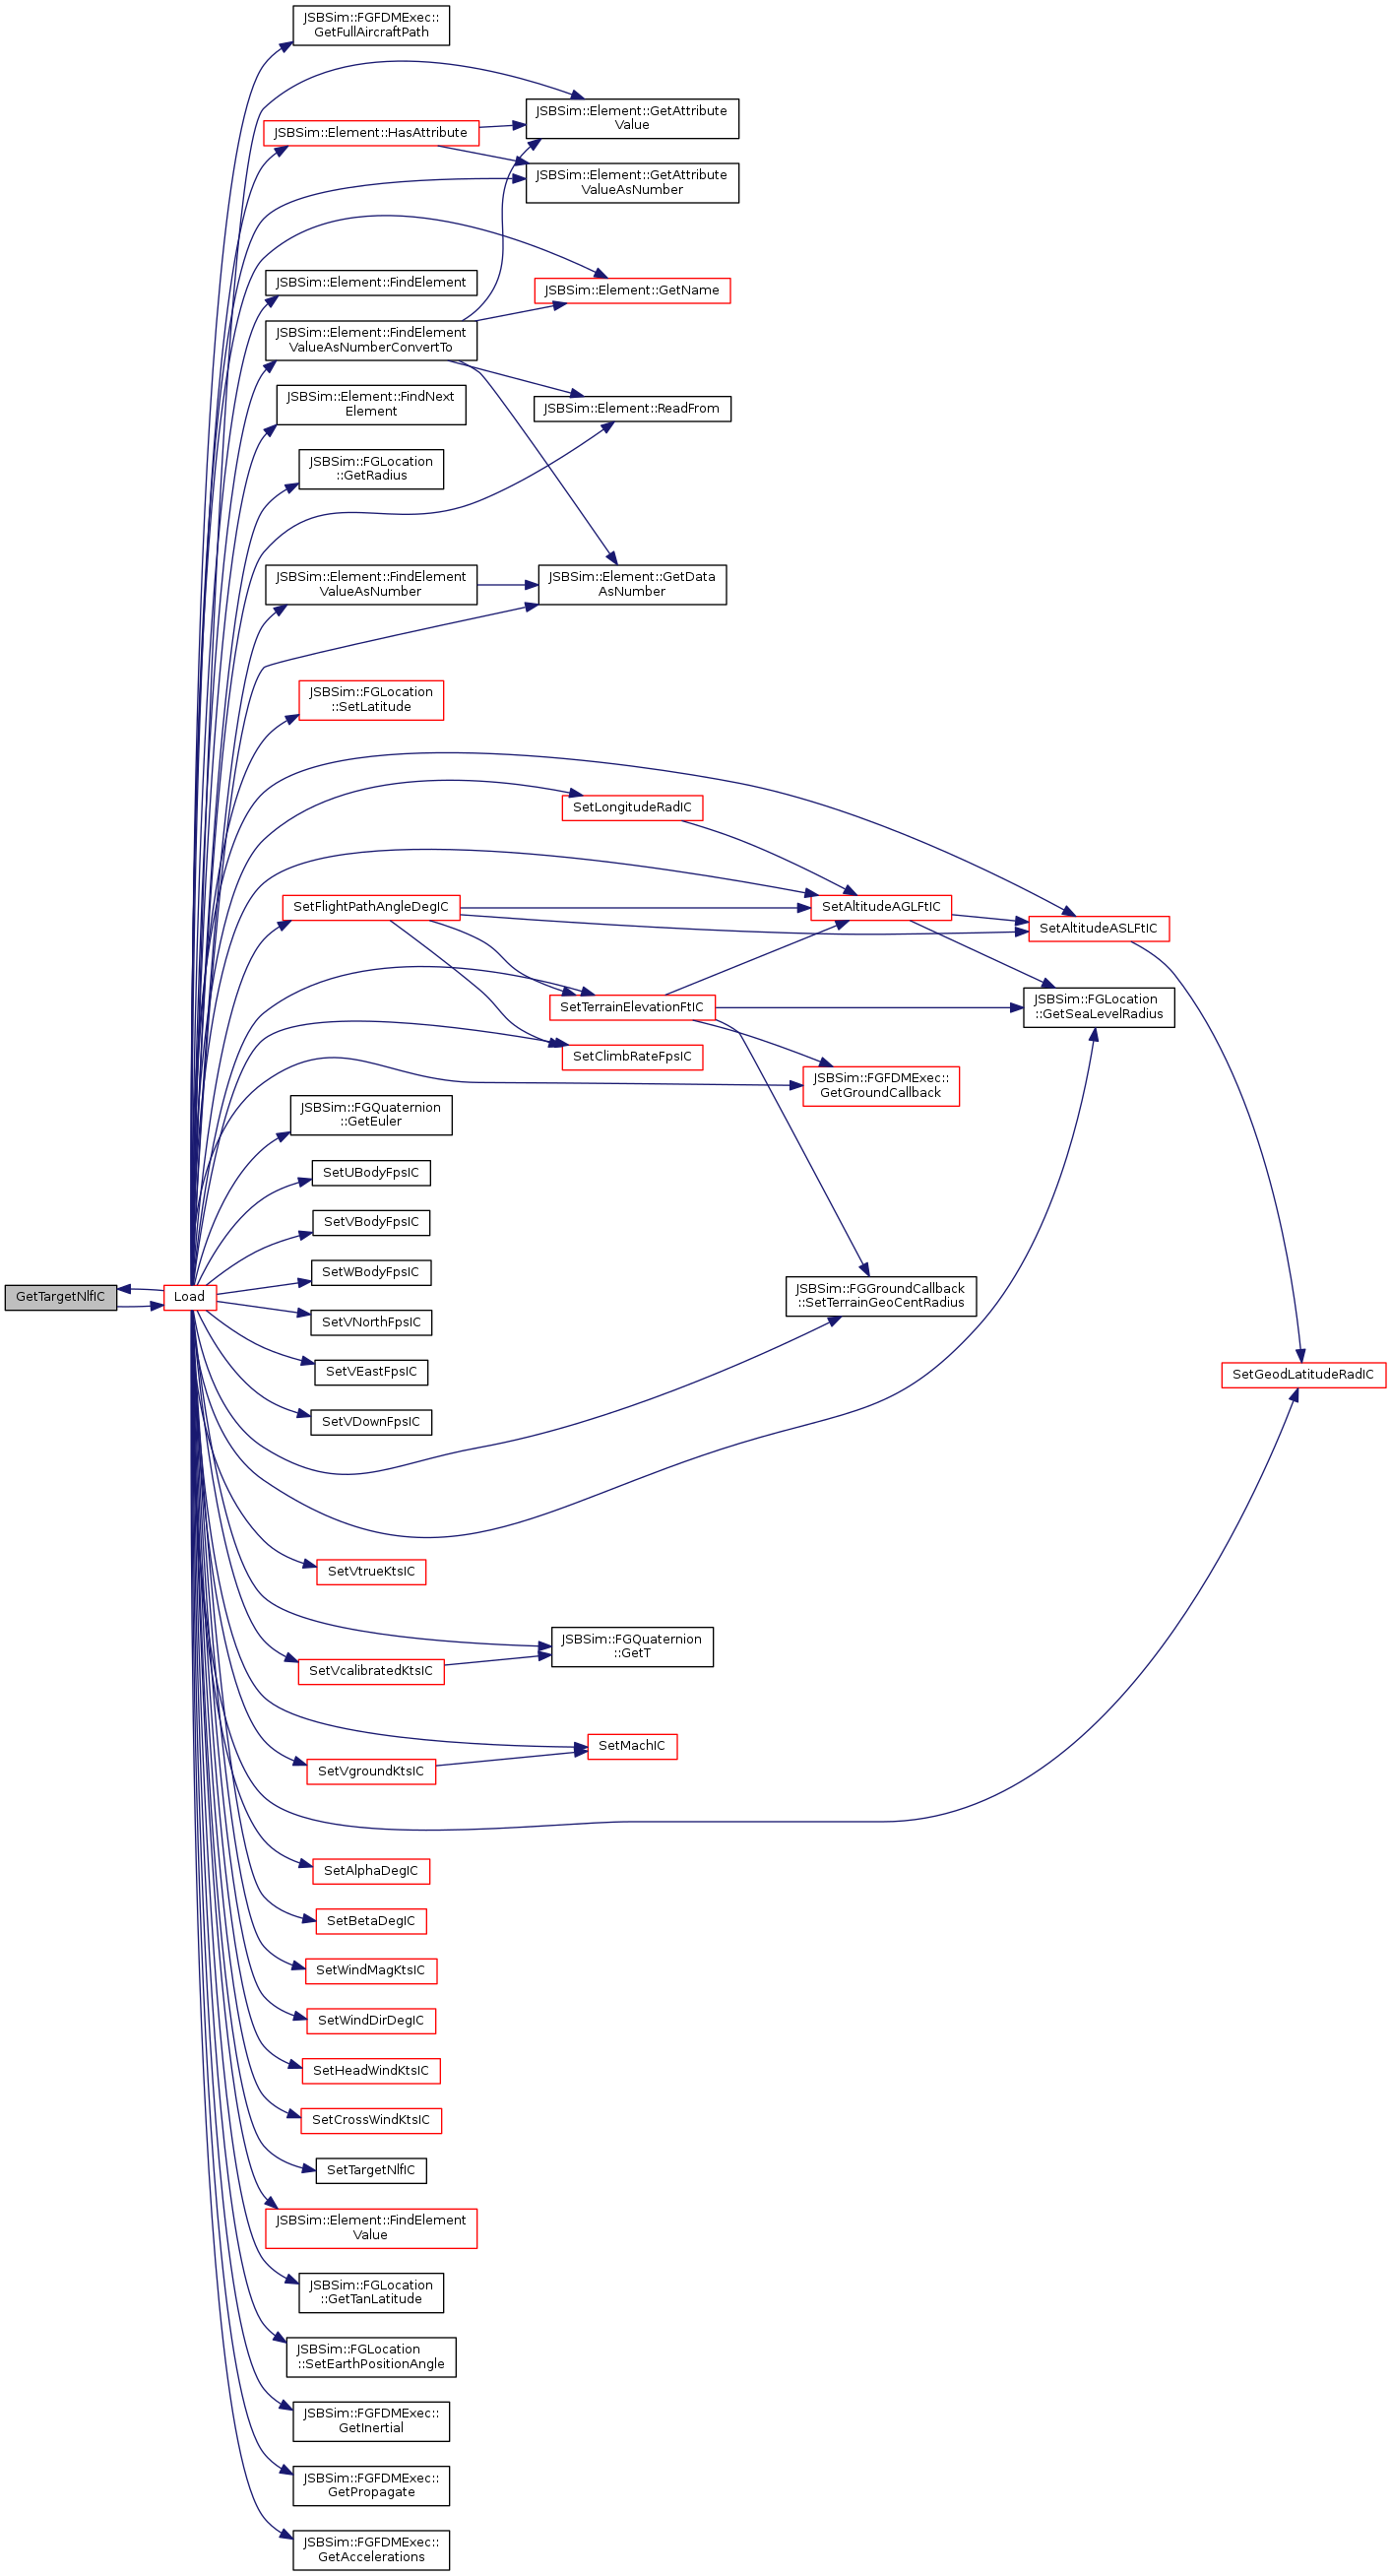 JSBSim::FGFDMExec::
GetFullAircraftPath
JSBSim::Element::GetAttribute
Value
JSBSim::Element::HasAttribute
JSBSim::Element::GetAttribute
ValueAsNumber
JSBSim::Element::FindElement
JSBSim::Element::GetName
JSBSim::Element::FindElement
ValueAsNumberConvertTo
JSBSim::Element::FindNext
Element
JSBSim::Element::ReadFrom
JSBSim::FGLocation
::GetRadius
JSBSim::Element::FindElement
ValueAsNumber
JSBSim::Element::GetData
AsNumber
JSBSim::FGLocation
::SetLatitude
SetLongitudeRadIC
SetFlightPathAngleDegIC
SetAltitudeAGLFtIC
SetAltitudeASLFtIC
SetTerrainElevationFtIC
JSBSim::FGLocation
::GetSeaLevelRadius
SetClimbRateFpsIC
JSBSim::FGFDMExec::
GetGroundCallback
JSBSim::FGQuaternion
::GetEuler
SetUBodyFpsIC
SetVBodyFpsIC
SetWBodyFpsIC
GetTargetNlfIC
Load
JSBSim::FGGroundCallback
::SetTerrainGeoCentRadius
SetVNorthFpsIC
SetVEastFpsIC
SetGeodLatitudeRadIC
SetVDownFpsIC
SetVtrueKtsIC
JSBSim::FGQuaternion
::GetT
SetVcalibratedKtsIC
SetMachIC
SetVgroundKtsIC
SetAlphaDegIC
SetBetaDegIC
SetWindMagKtsIC
SetWindDirDegIC
SetHeadWindKtsIC
SetCrossWindKtsIC
SetTargetNlfIC
JSBSim::Element::FindElement
Value
JSBSim::FGLocation
::GetTanLatitude
JSBSim::FGLocation
::SetEarthPositionAngle
JSBSim::FGFDMExec::
GetInertial
JSBSim::FGFDMExec::
GetPropagate
JSBSim::FGFDMExec::
GetAccelerations